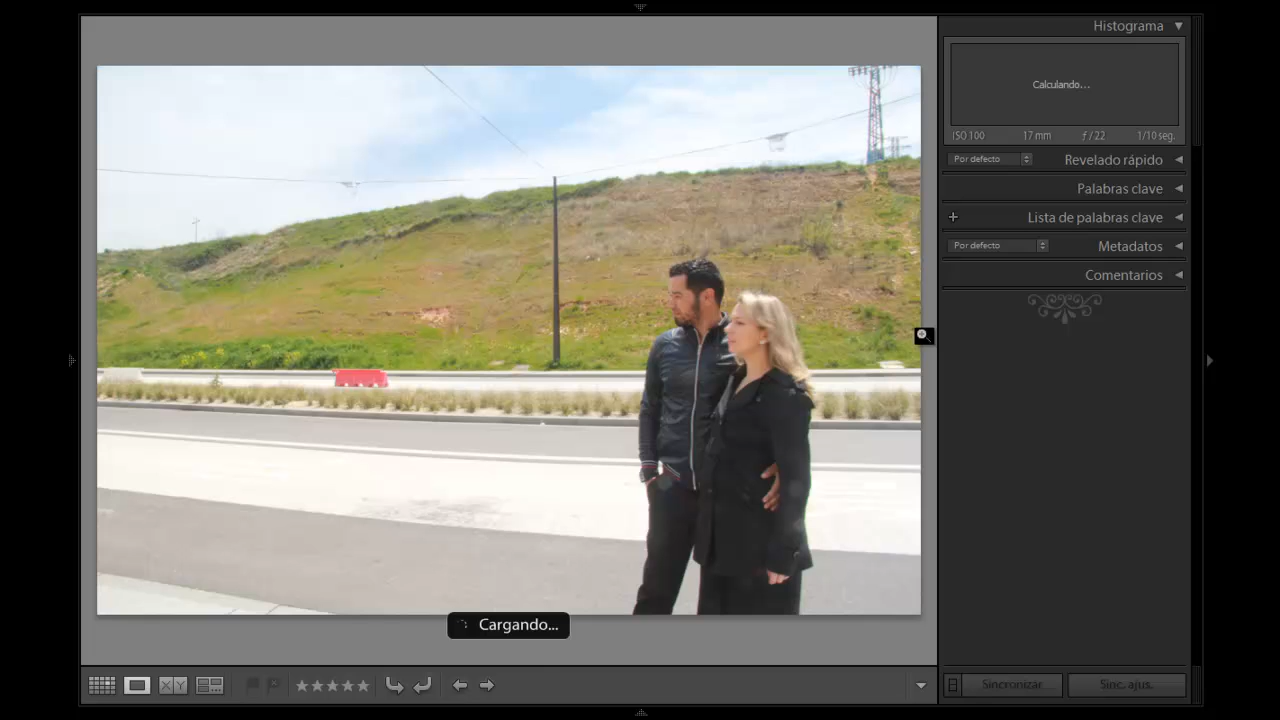 Histograma
Calculando...
ISO 100 17 mm ƒ / 22 1/10 seg.
Por defecto Revelado rápido
Palabras clave
Lista de palabras clave
Por defecto Metadatos
Comentarios
Cargando...
X Y
Sincronizar Sinc. ajus.